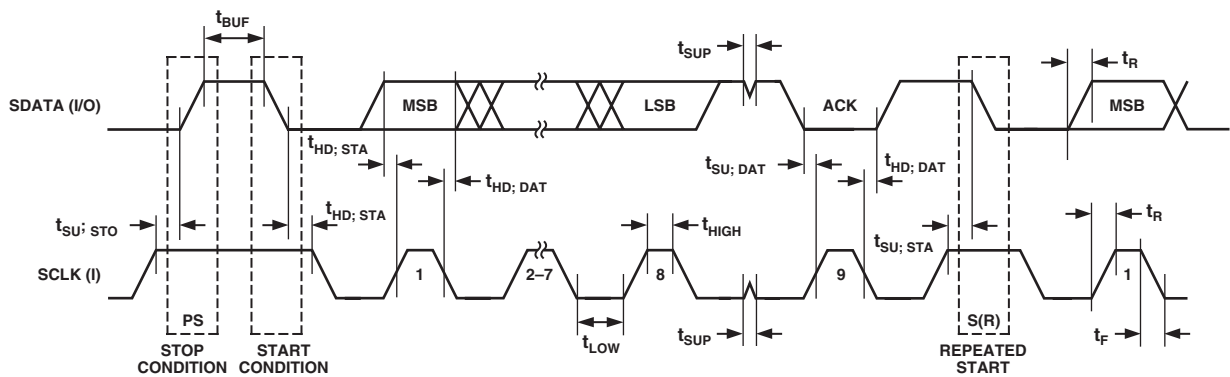 tBUF
tSUP
tR
SDATA (I/O)
MSB
LSB
ACK
MSB
tHD; STA
tSU; DAT
tHD; DAT
tHD; DAT
tSU; STO
tHD; STA
tHIGH
tSU; STA
tR
SCLK (I)
1
2–7
8
9
1
PS
S(R)
tLOW
tSUP
tF
STOP
CONDITION
START
CONDITION
REPEATED
START